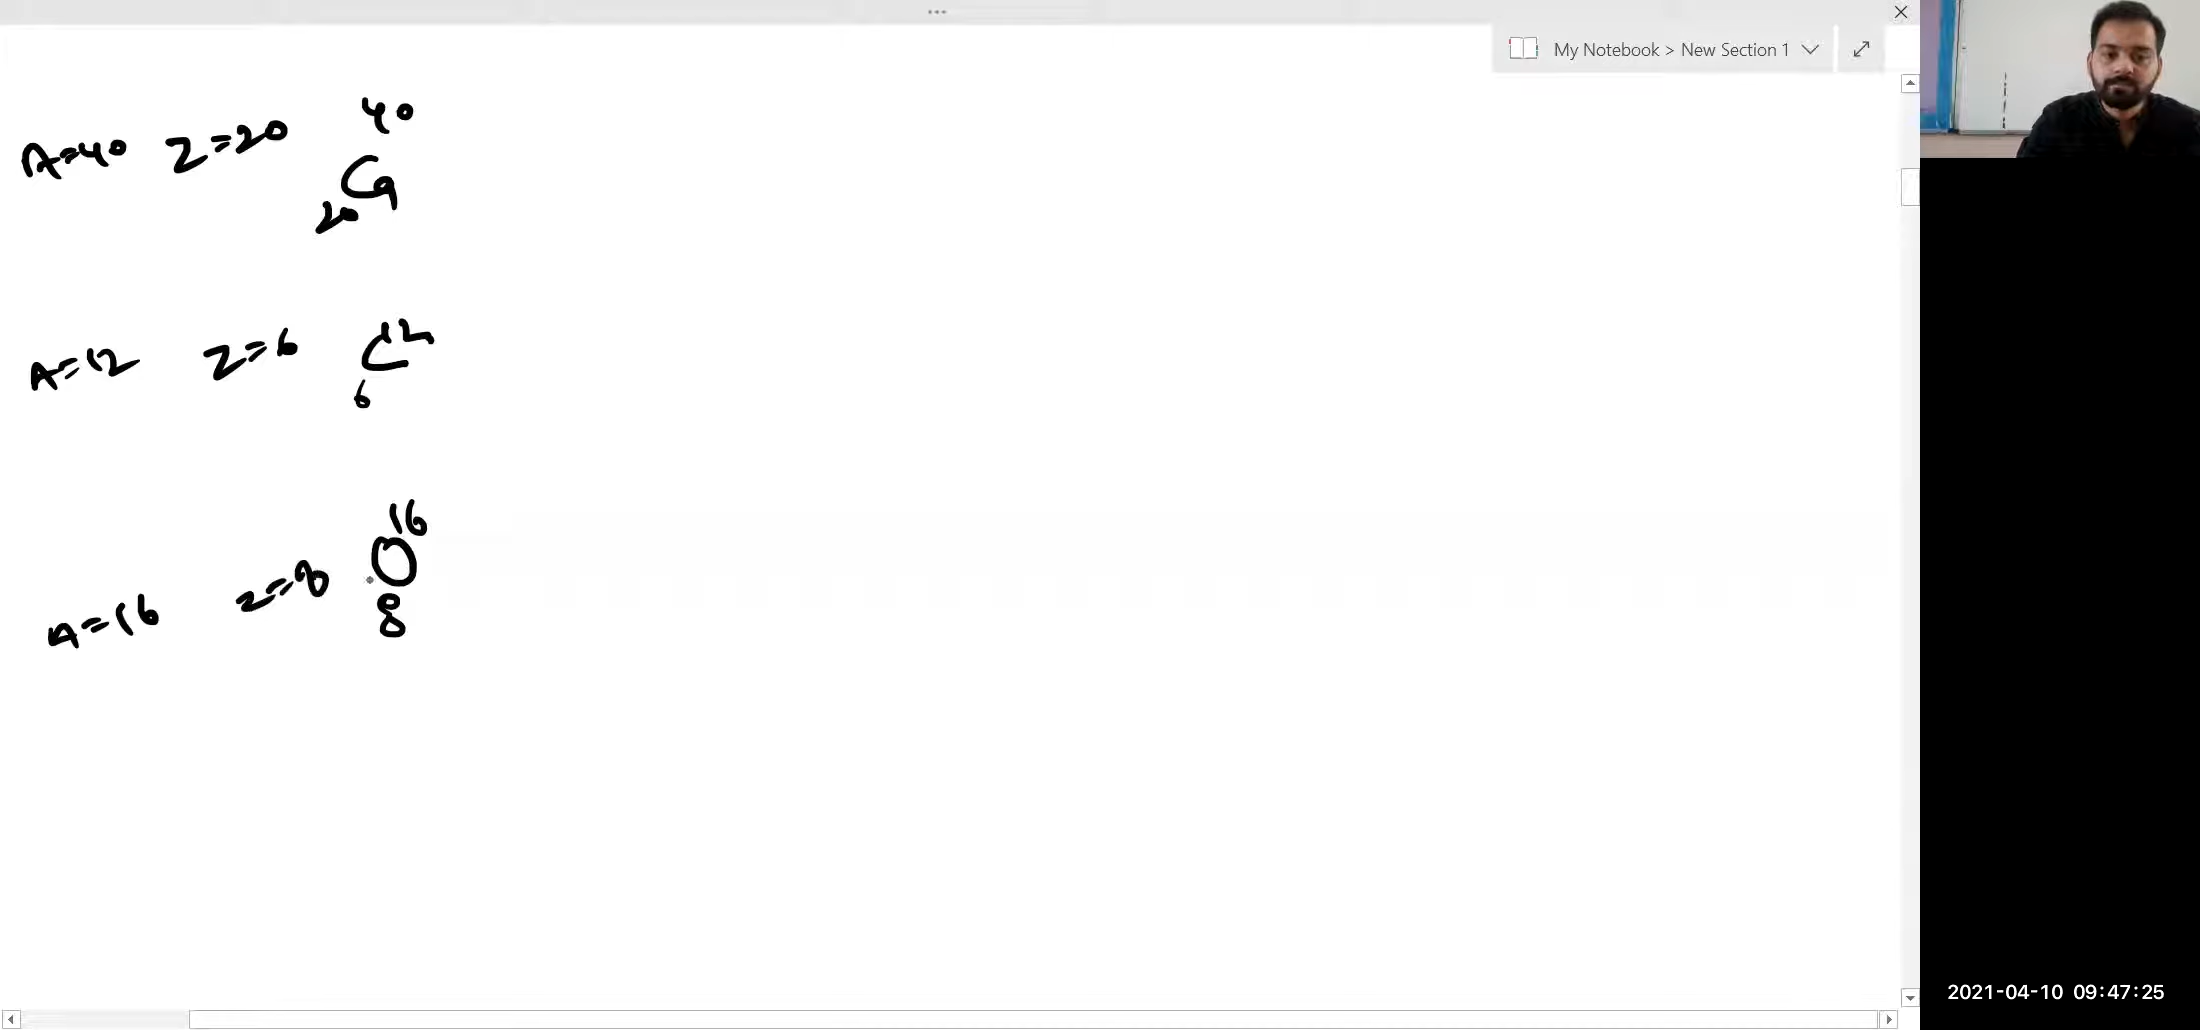 My Notebook > New Section 1
A=40 Z=20 40
Ca
20
A=12 Z=6 C12
6
16
A=16 z=8 O
8
2021-04-10 09:47:25